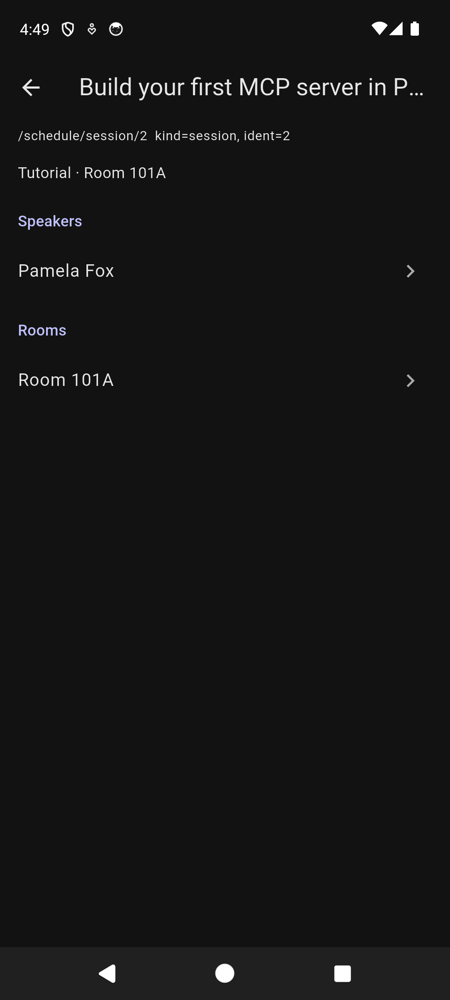 4:49
Build your first MCP server in P...
/schedule/session/2 kind=session, ident=2
Tutorial · Room 101A
Speakers
Pamela Fox
Rooms
Room 101A